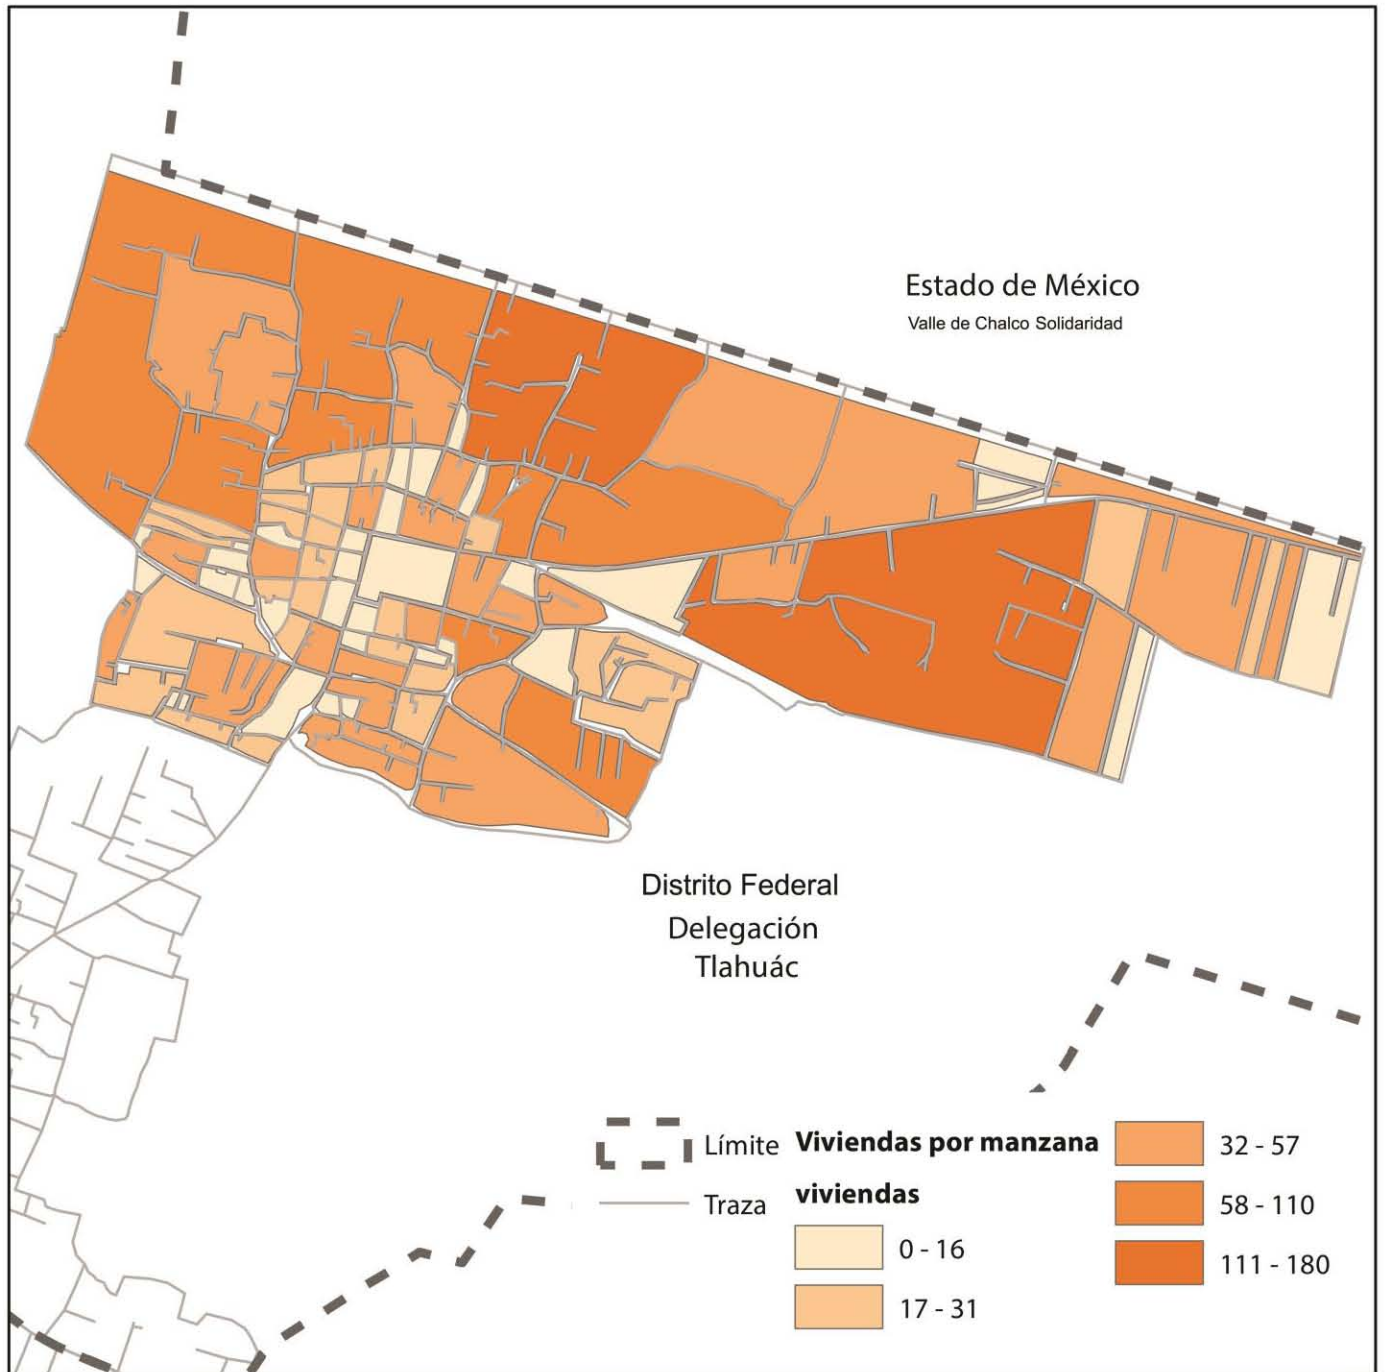 Estado de México
Valle de Chalco Solidaridad
Distrito Federal
Delegación
Tlahuác
Límite
Traza
Viviendas por manzana
viviendas
0 - 16
17 - 31
32 - 57
58 - 110
111 - 180